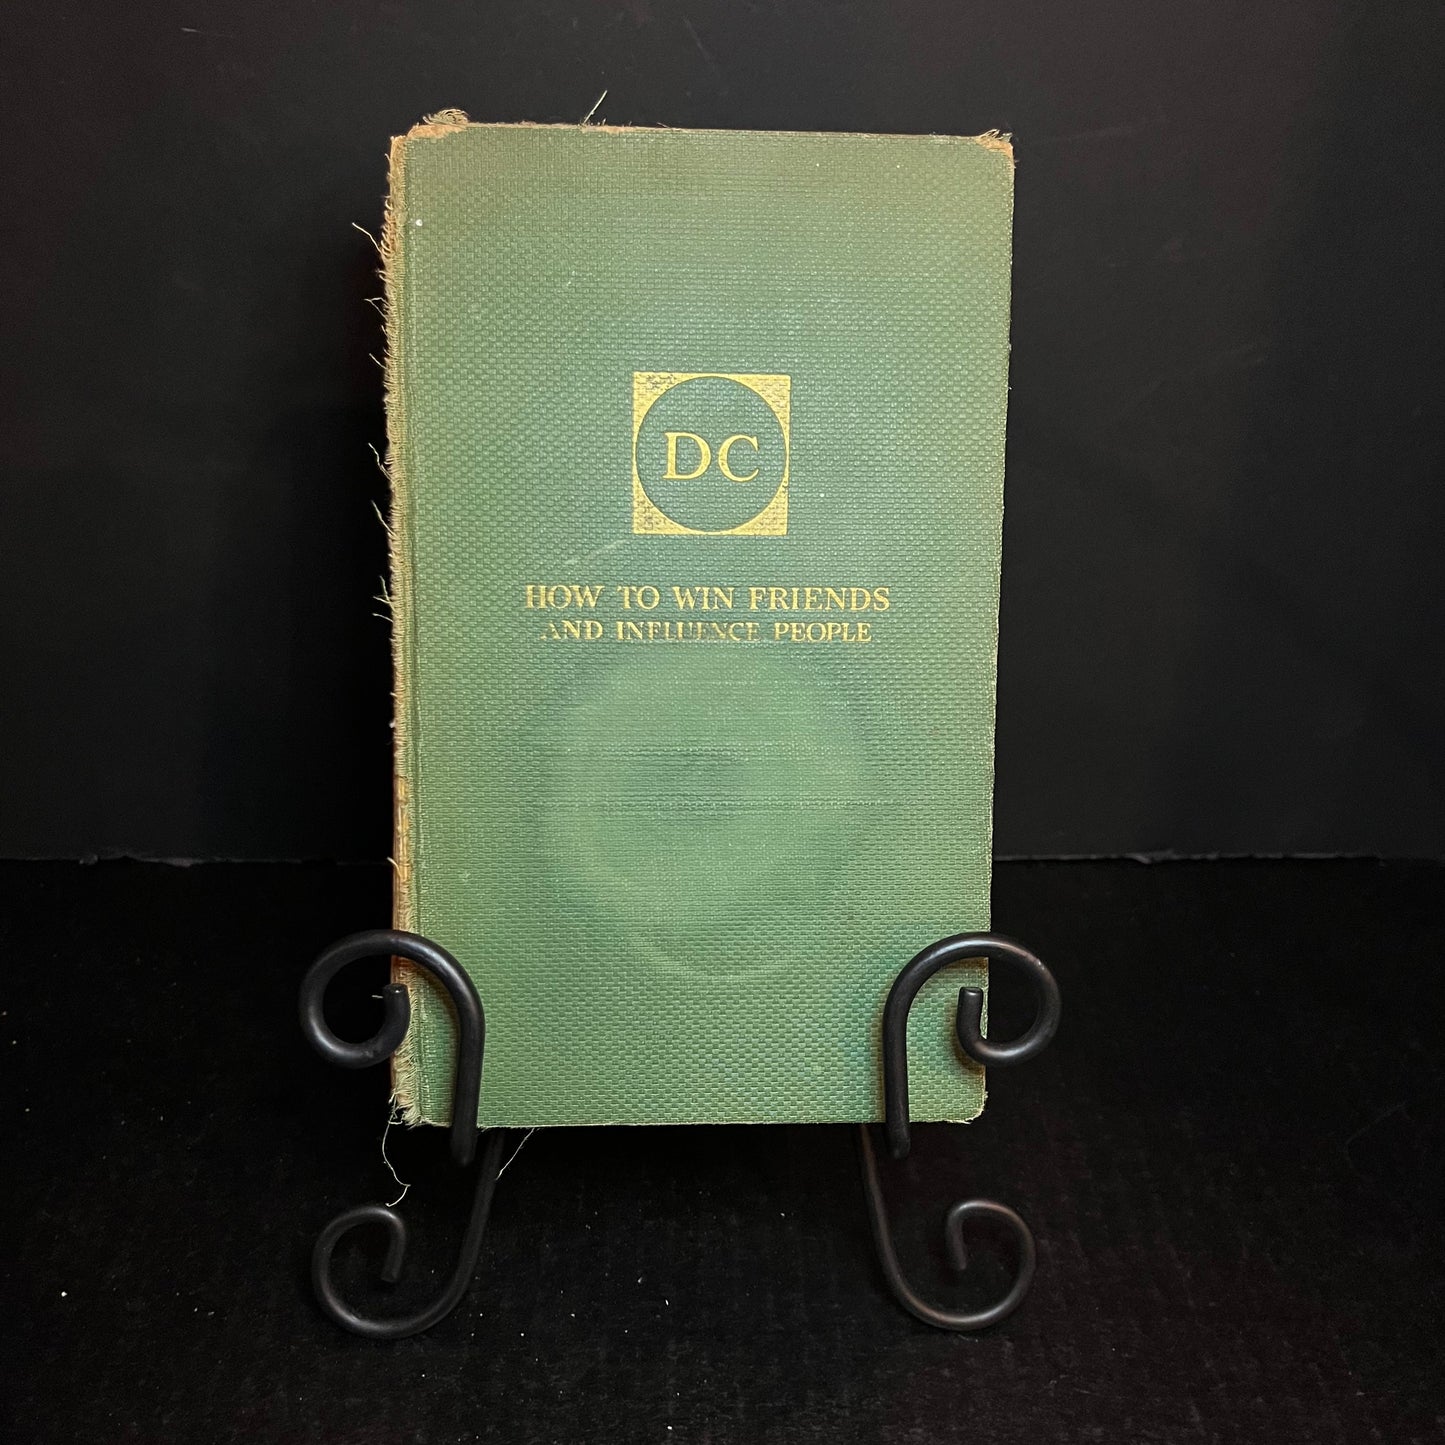 DC
HOW TO WIN FRIENDS
AND INFLUENCE PEOPLE